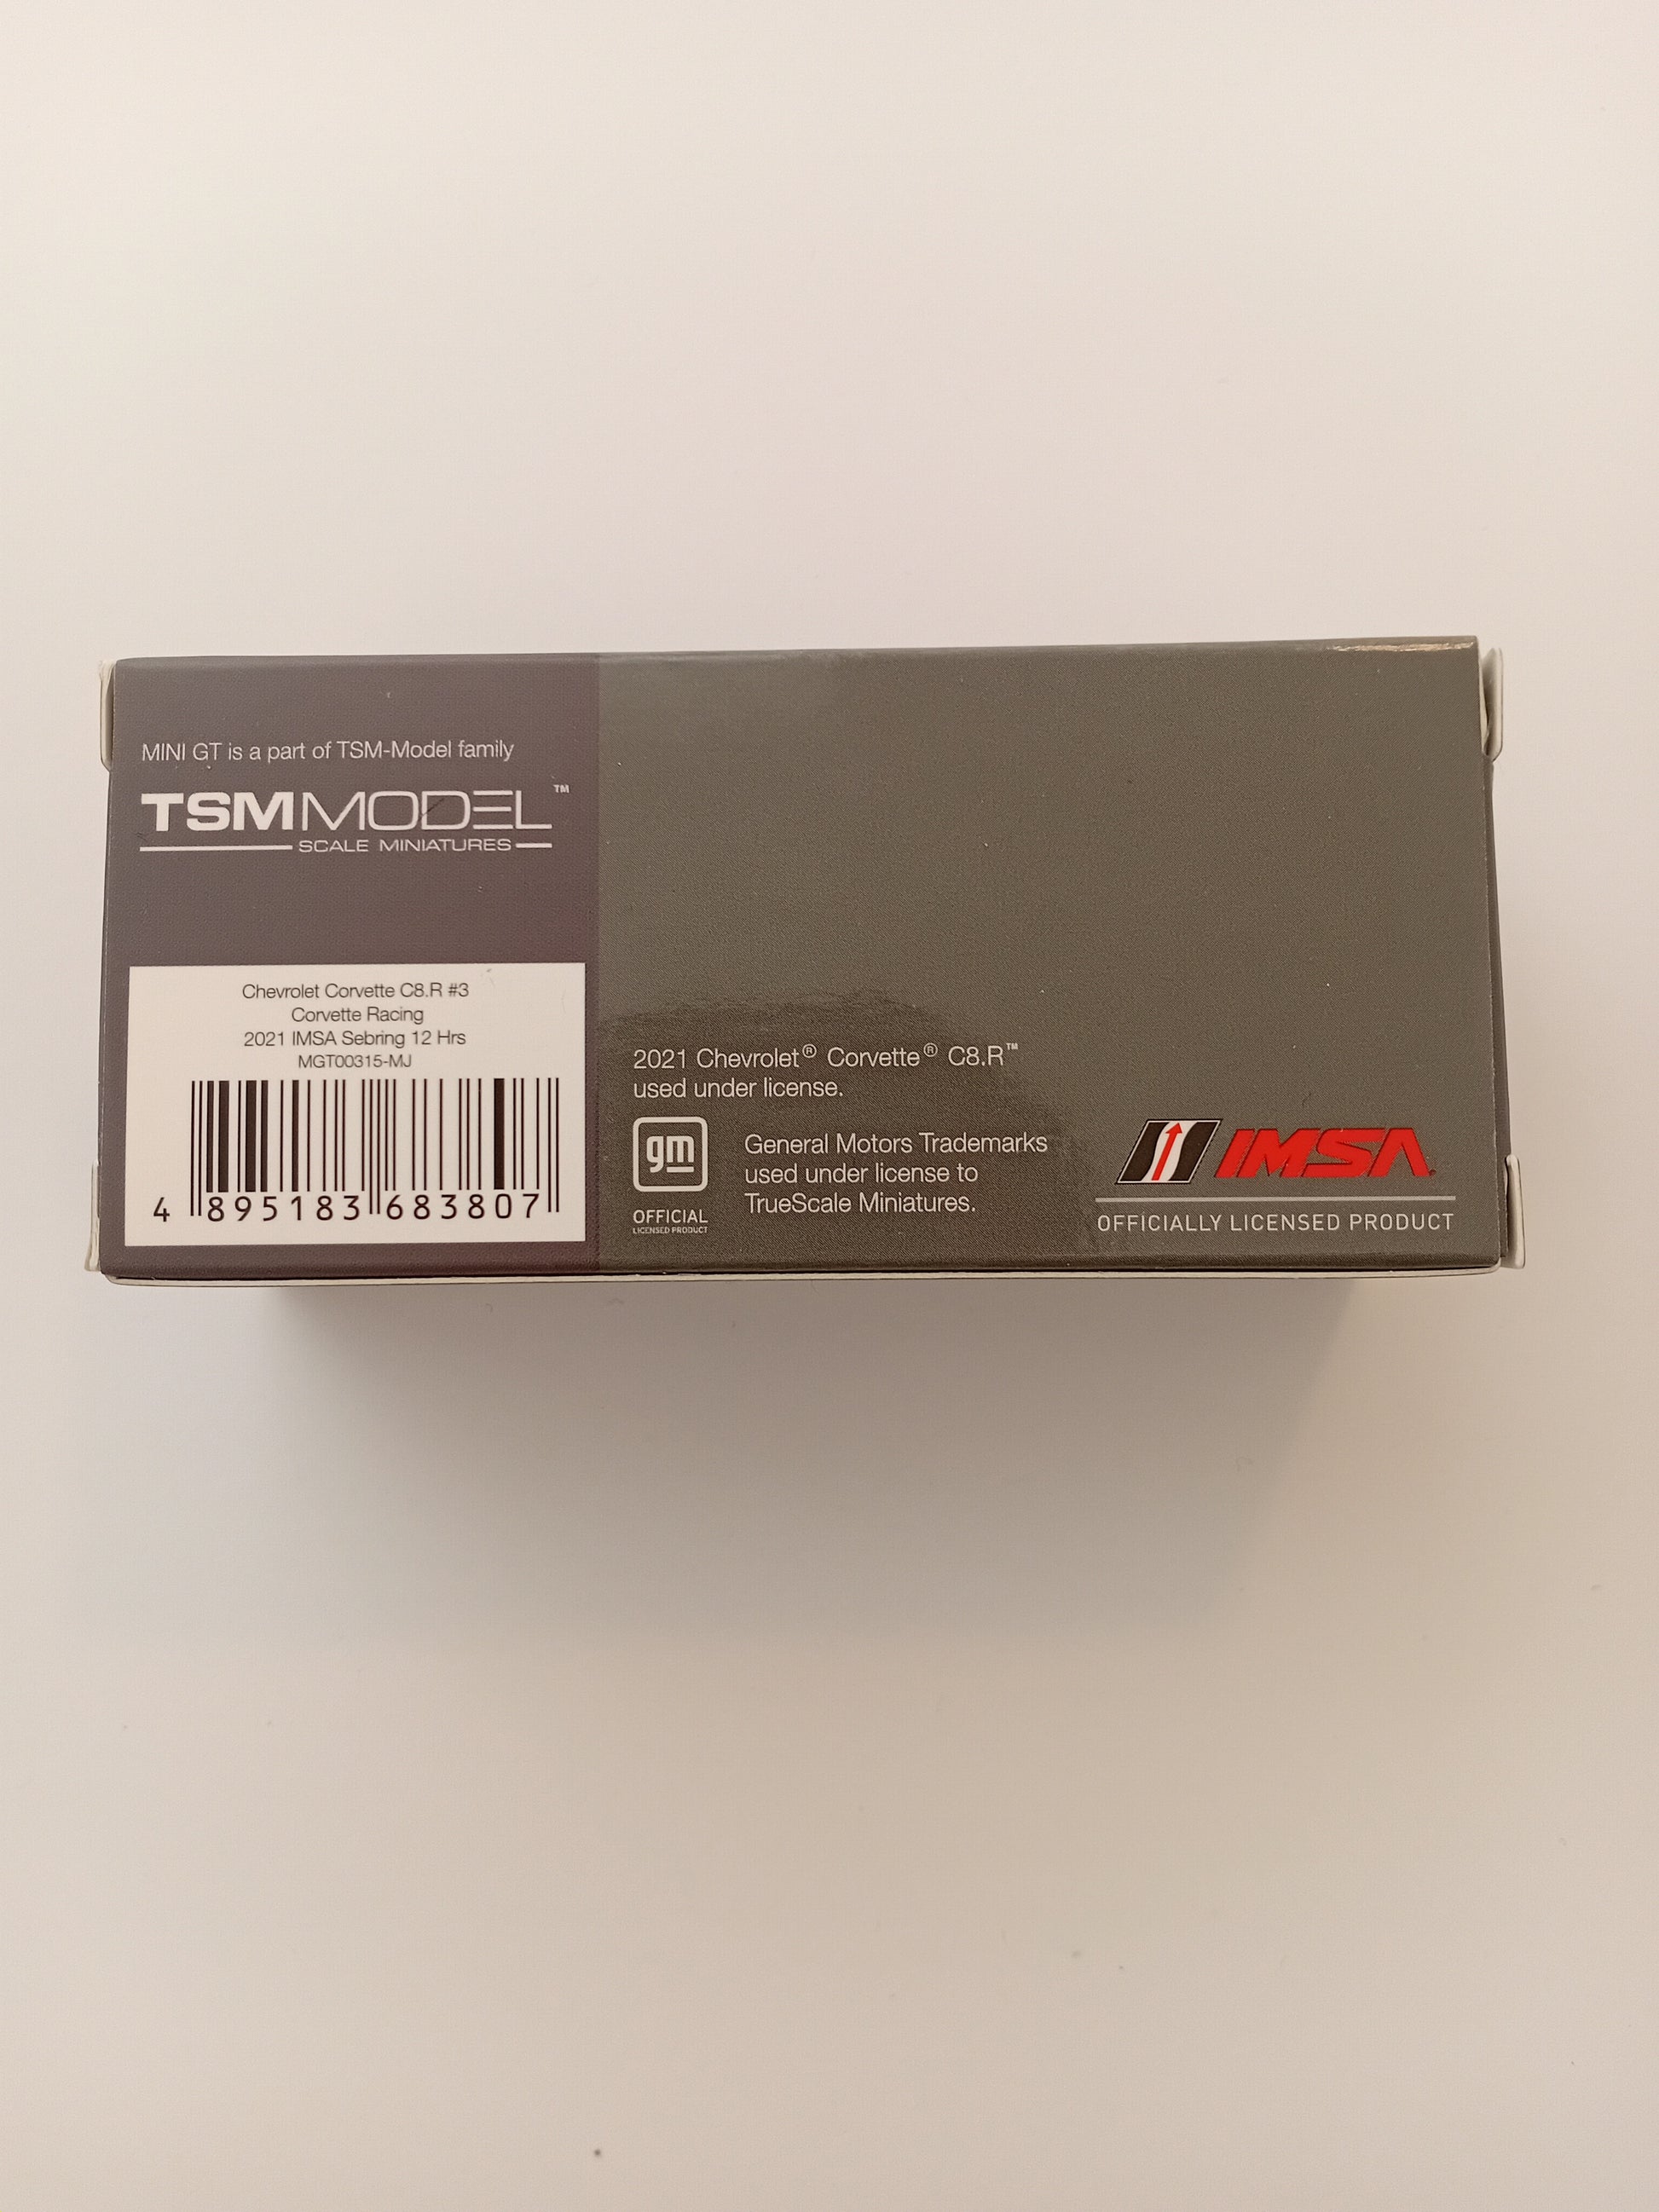 MINI GT is a part of TSM-Model family
TSMMODEL™
SCALE MINIATURES
Chevrolet Corvette C8.R #3
Corvette Racing
2021 IMSA Sebring 12 Hrs
MGT00315-MJ
4 895183 683807
2021 Chevrolet® Corvette® C8.R™
used under license.
gm
OFFICIAL
LICENSED PRODUCT
General Motors Trademarks
used under license to
TrueScale Miniatures.
IMSA
OFFICIALLY LICENSED PRODUCT